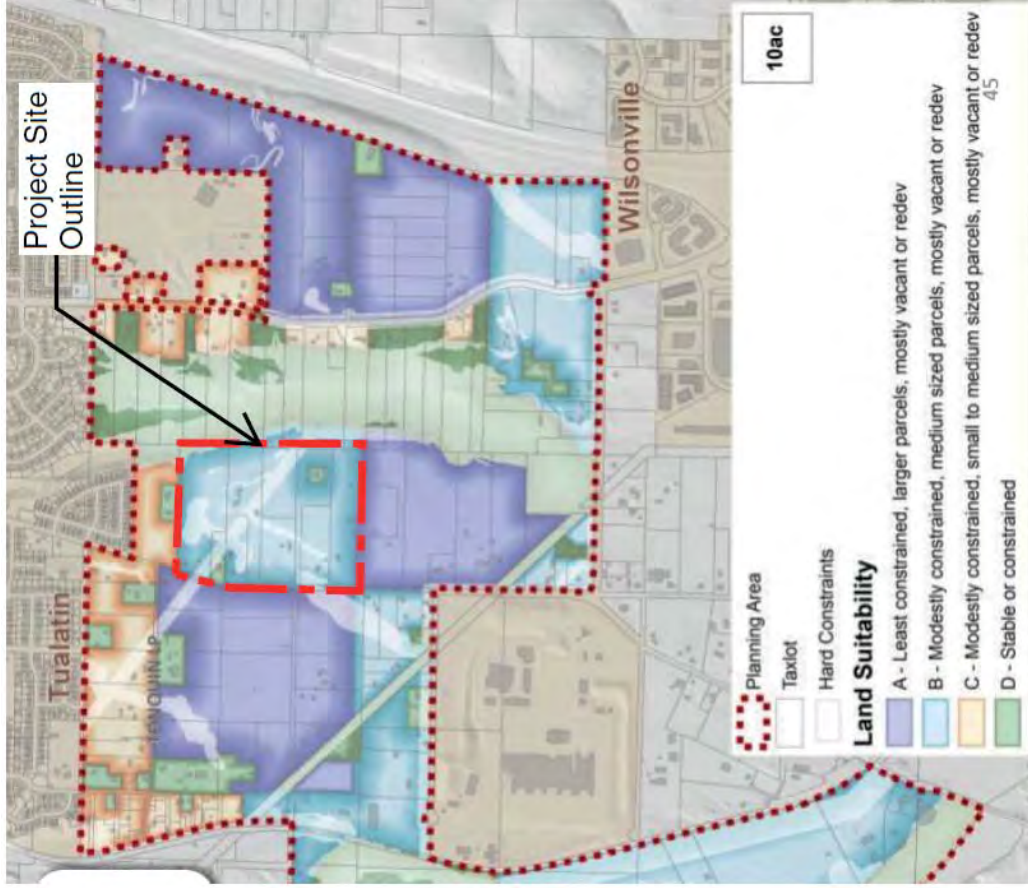 Project Site
Outline
Tualatin
Wilsonville
10ac
Planning Area
Taxlot
Hard Constraints
Land Suitability
A - Least constrained, larger parcels, mostly vacant or redev
B - Modestly constrained, medium sized parcels, mostly vacant or redev
C - Modestly constrained, small to medium sized parcels, mostly vacant or redev
D - Stable or constrained
45